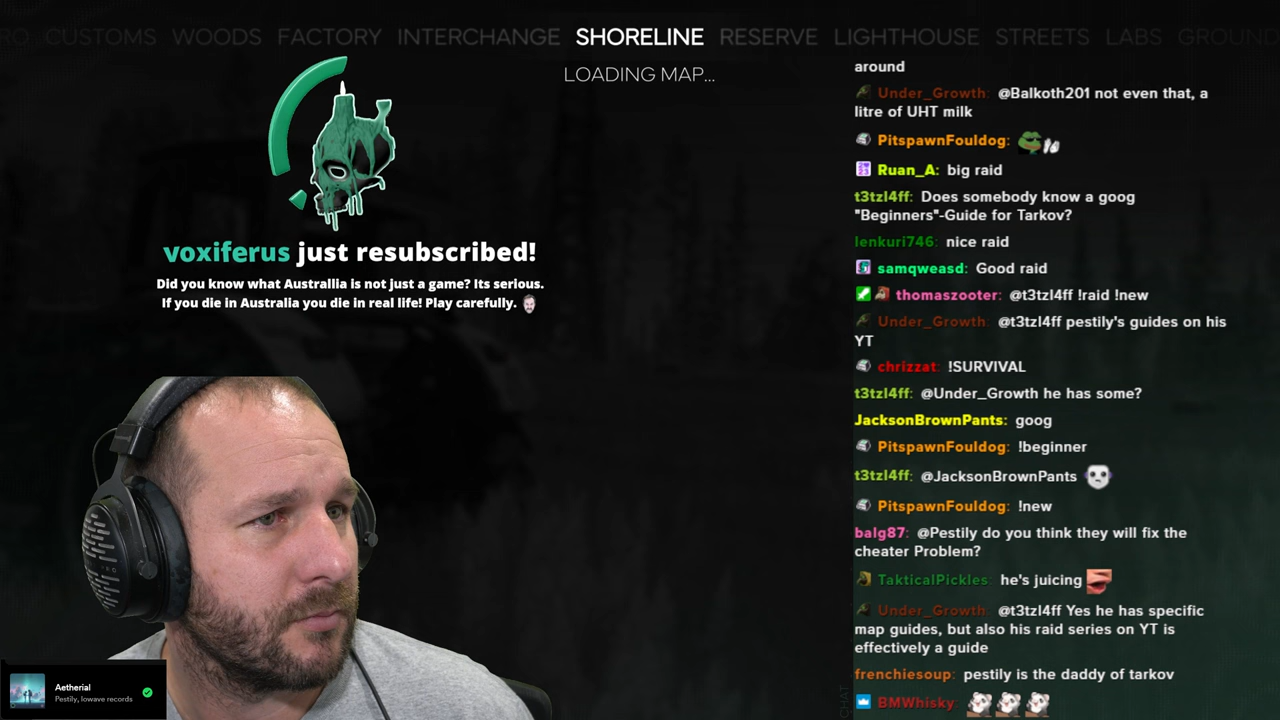 RO CUSTOMS WOODS FACTORY INTERCHANGE SHORELINE RESERVE LIGHTHOUSE STREETS LABS GROUND
LOADING MAP...
voxiferus just resubscribed!
Did you know what Australlia is not just a game? Its serious.
If you die in Australia you die in real life! Play carefully.
around
Under_Growth: @Balkoth201 not even that, a
litre of UHT milk
PitspawnFouldog:
Ruan_A: big raid
t3tzl4ff: Does somebody know a goog
"Beginners"-Guide for Tarkov?
lenkuri746: nice raid
samqweasd: Good raid
thomaszooter: @t3tzl4ff !raid !new
Under_Growth: @t3tzl4ff pestily's guides on his
YT
chrizzat: !SURVIVAL
t3tzl4ff: @Under_Growth he has some?
JacksonBrownPants: goog
PitspawnFouldog: !beginner
t3tzl4ff: @JacksonBrownPants
PitspawnFouldog: !new
balg87: @Pestily do you think they will fix the
cheater Problem?
TakticalPickles: he's juicing
Under_Growth: @t3tzl4ff Yes he has specific
map guides, but also his raid series on YT is
effectively a guide
frenchiesoup: pestily is the daddy of tarkov
BMWhisky:
CHAT
Aetherial
Pestily, lowave records